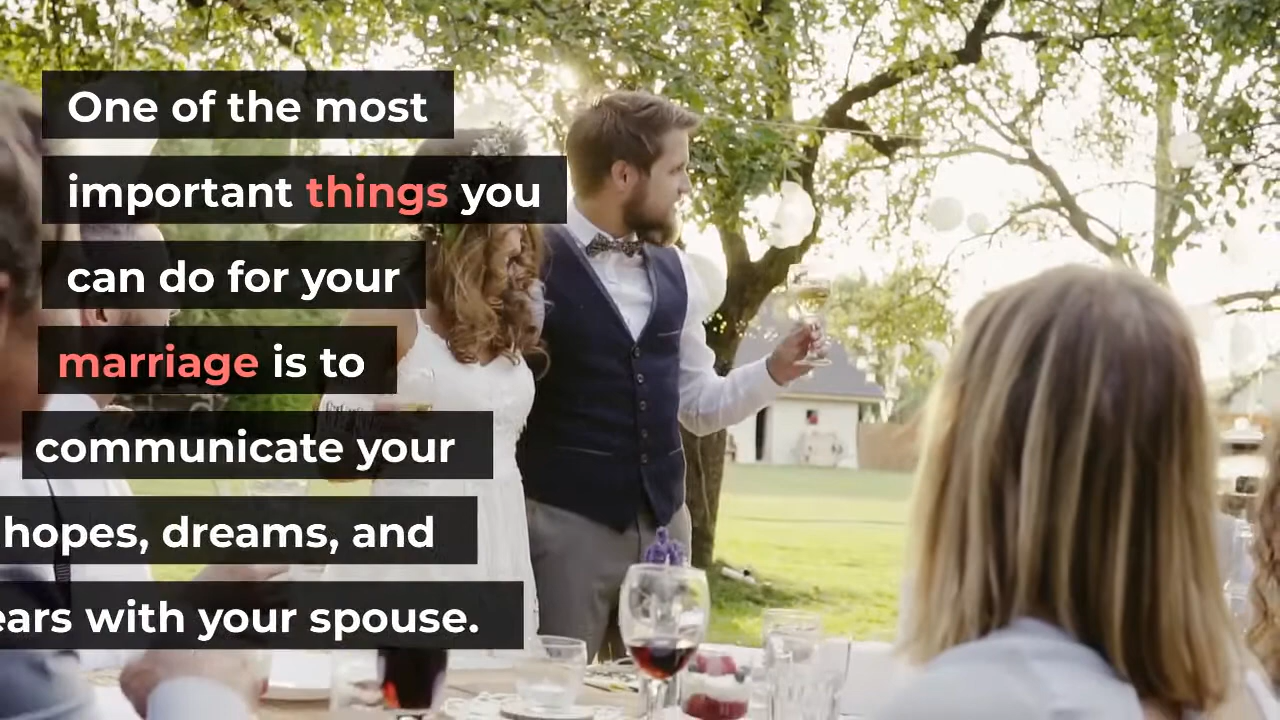 One of the most
important things you
can do for your
marriage is to
communicate your
hopes, dreams, and
ears with your spouse.